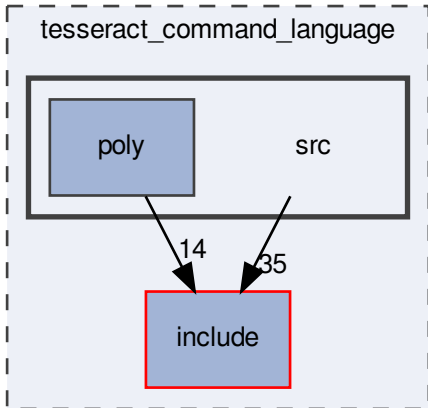 tesseract_command_language
poly
src
14
35
include